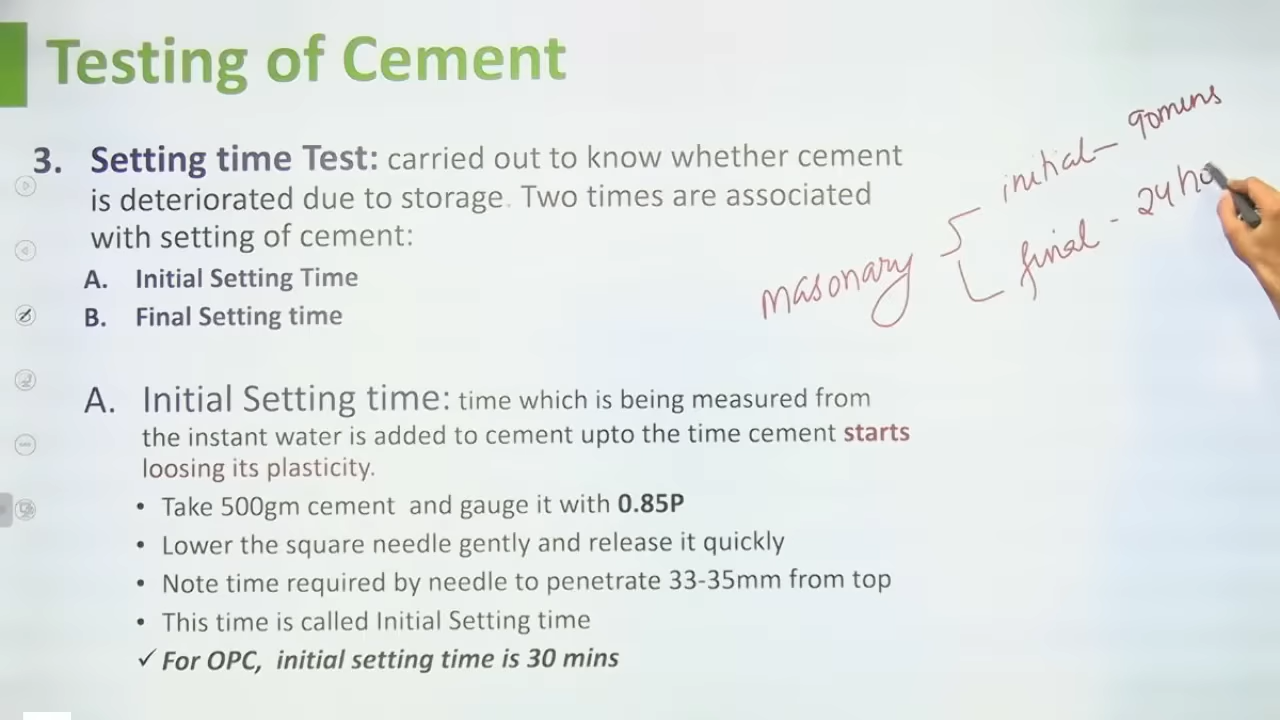 Testing of Cement
3. Setting time Test: carried out to know whether cement
is deteriorated due to storage. Two times are associated
with setting of cement:
A. Initial Setting Time
B. Final Setting time
masonary
initial - 90mins
final - 24 ho
A. Initial Setting time: time which is being measured from
the instant water is added to cement upto the time cement starts
loosing its plasticity.
• Take 500gm cement and gauge it with 0.85P
• Lower the square needle gently and release it quickly
• Note time required by needle to penetrate 33-35mm from top
• This time is called Initial Setting time
✓ For OPC, initial setting time is 30 mins